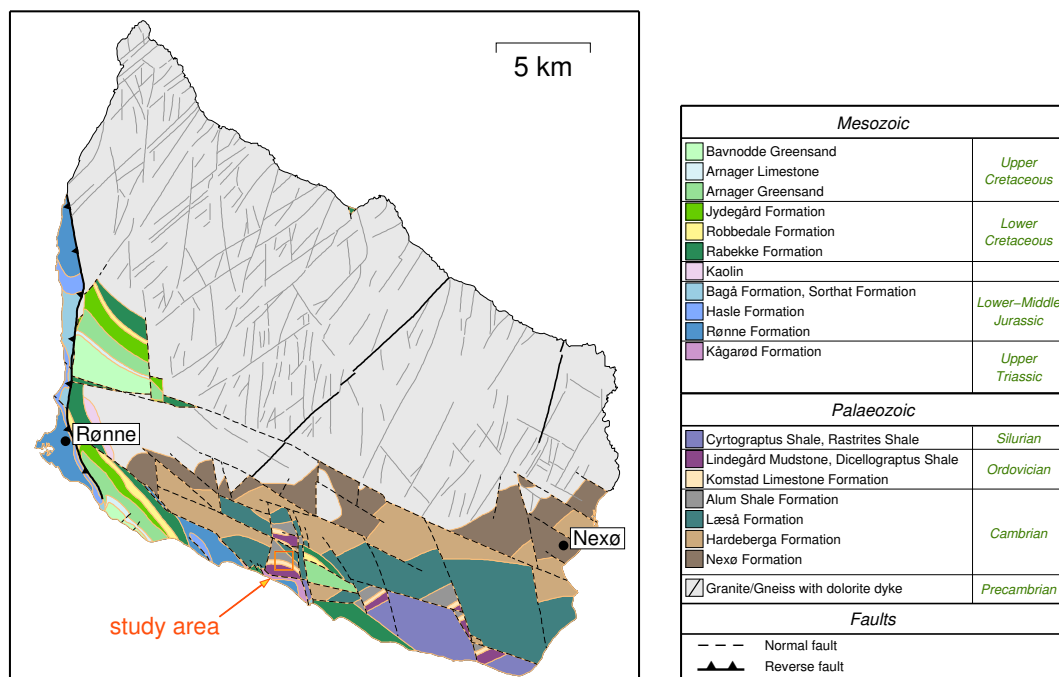 5 km
Rønne
Nexø
study area
Mesozoic
Bavnodde Greensand
Arnager Limestone
Arnager Greensand
Upper
Cretaceous
Jydegård Formation
Robbedale Formation
Rabekke Formation
Lower
Cretaceous
Kaolin
Bagå Formation, Sorthat Formation
Hasle Formation
Rønne Formation
Lower–Middle
Jurassic
Kågarød Formation
Upper
Triassic
Palaeozoic
Cyrtograptus Shale, Rastrites Shale
Silurian
Lindegård Mudstone, Dicellograptus Shale
Komstad Limestone Formation
Ordovician
Alum Shale Formation
Læså Formation
Hardeberga Formation
Nexø Formation
Cambrian
Granite/Gneiss with dolorite dyke
Precambrian
Faults
Normal fault
Reverse fault